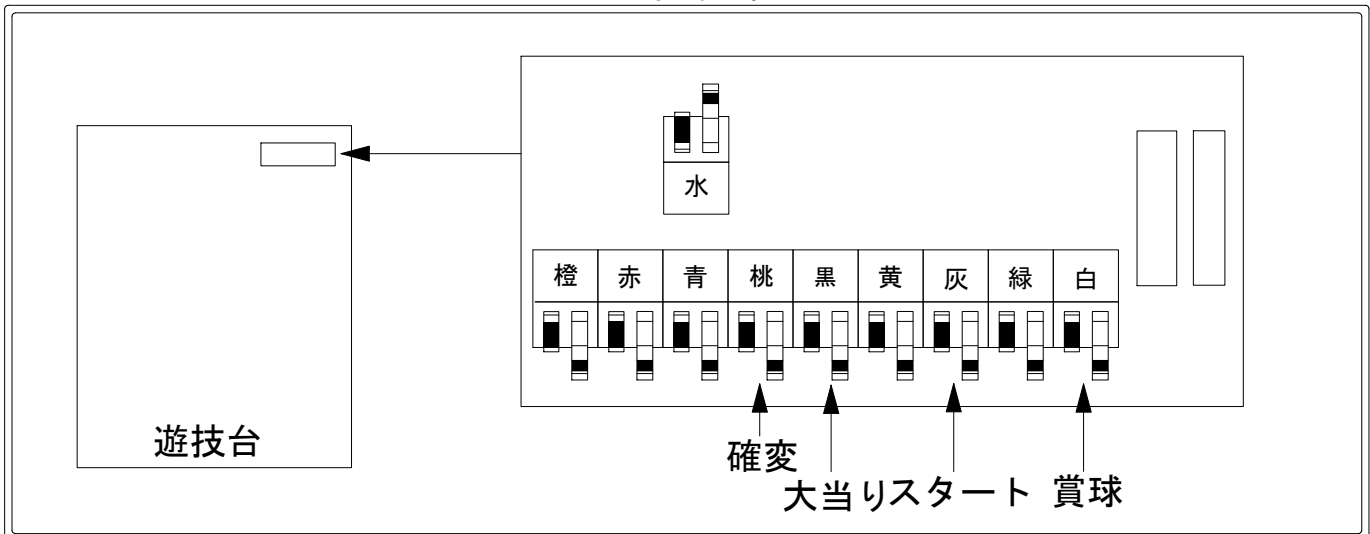 水
橙 赤 青 桃 黒 黄 灰 緑 白
遊技台
確変
大当り スタート 賞球